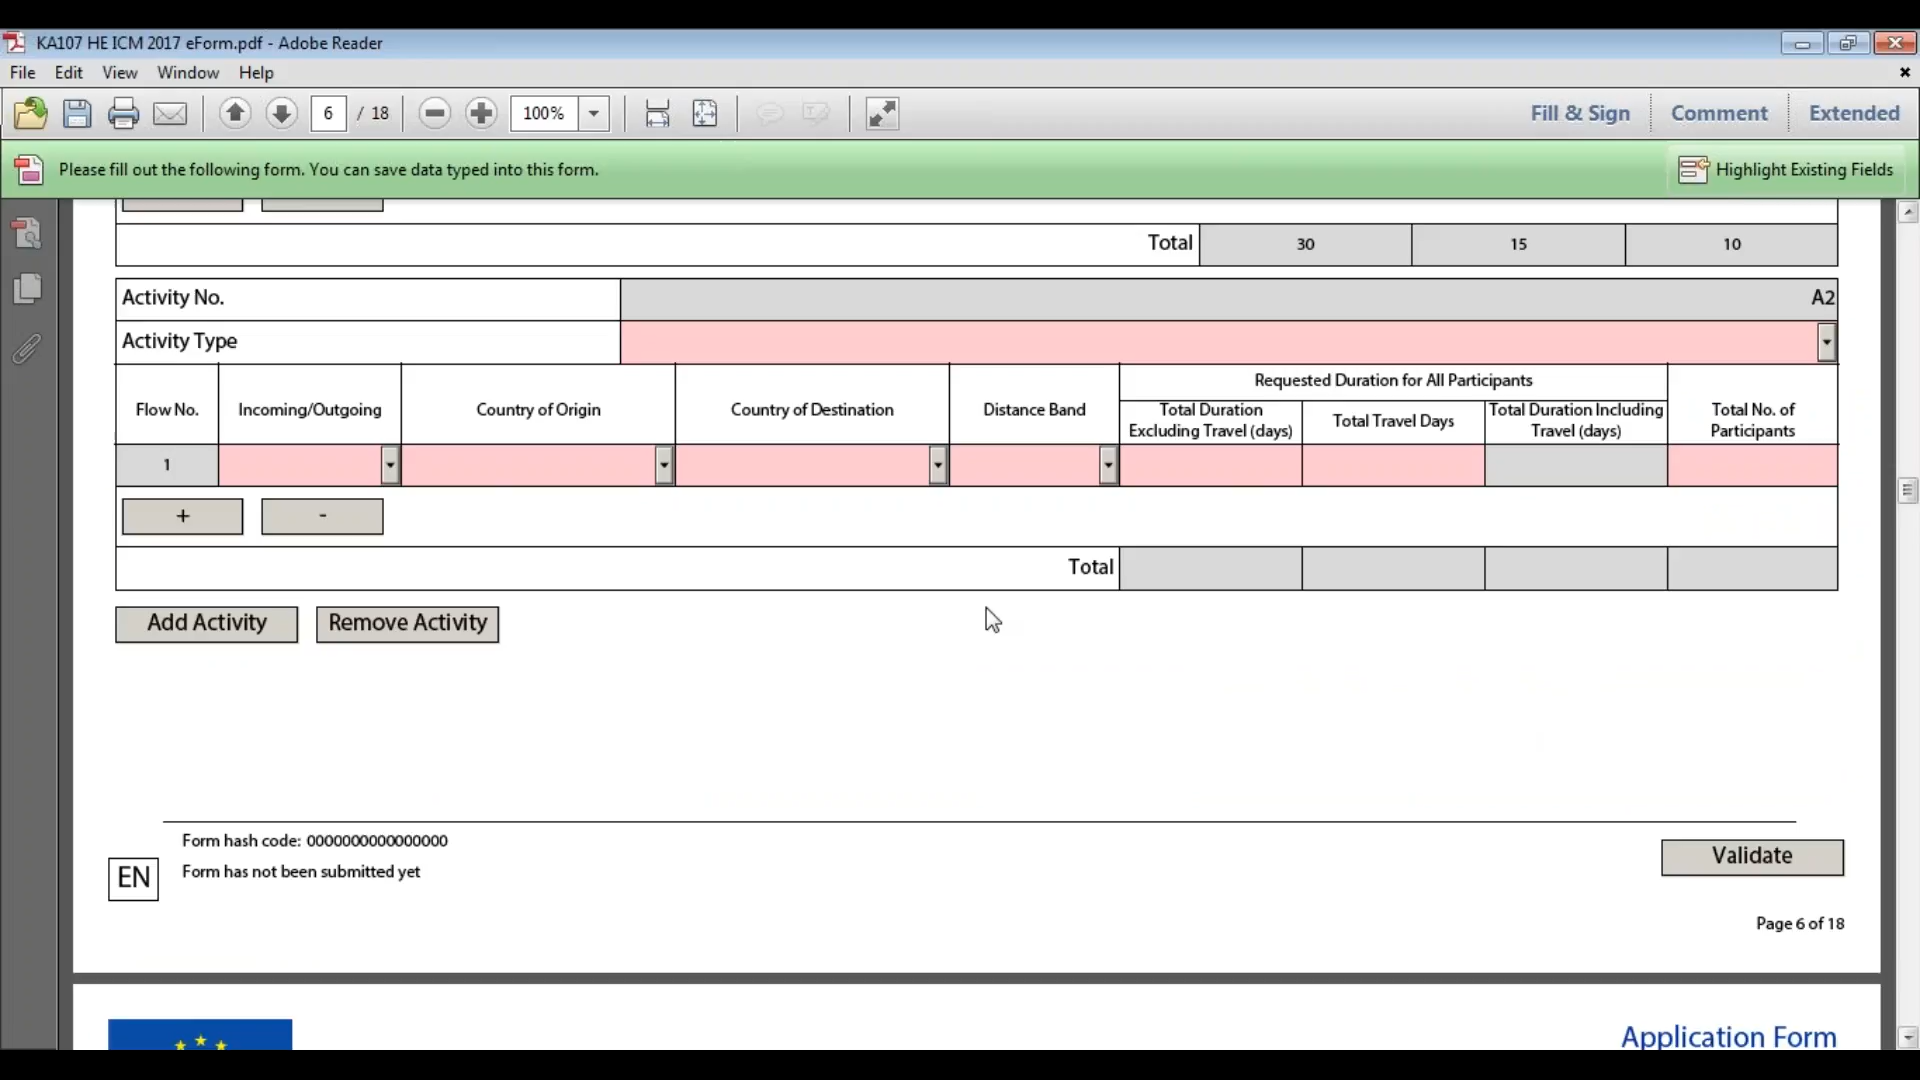 KA107 HE ICM 2017 eForm.pdf - Adobe Reader
File Edit View Window Help
6 / 18 100% Fill & Sign Comment Extended
Please fill out the following form. You can save data typed into this form. Highlight Existing Fields
Total 30 15 10
Activity No. A2
Activity Type
Requested Duration for All Participants
Flow No. Incoming/Outgoing Country of Origin Country of Destination Distance Band Total Duration Excluding Travel (days) Total Travel Days Total Duration Including Travel (days) Total No. of Participants
1
+ -
Total
Add Activity Remove Activity
Form hash code: 0000000000000000
EN Form has not been submitted yet
Validate
Page 6 of 18
Application Form